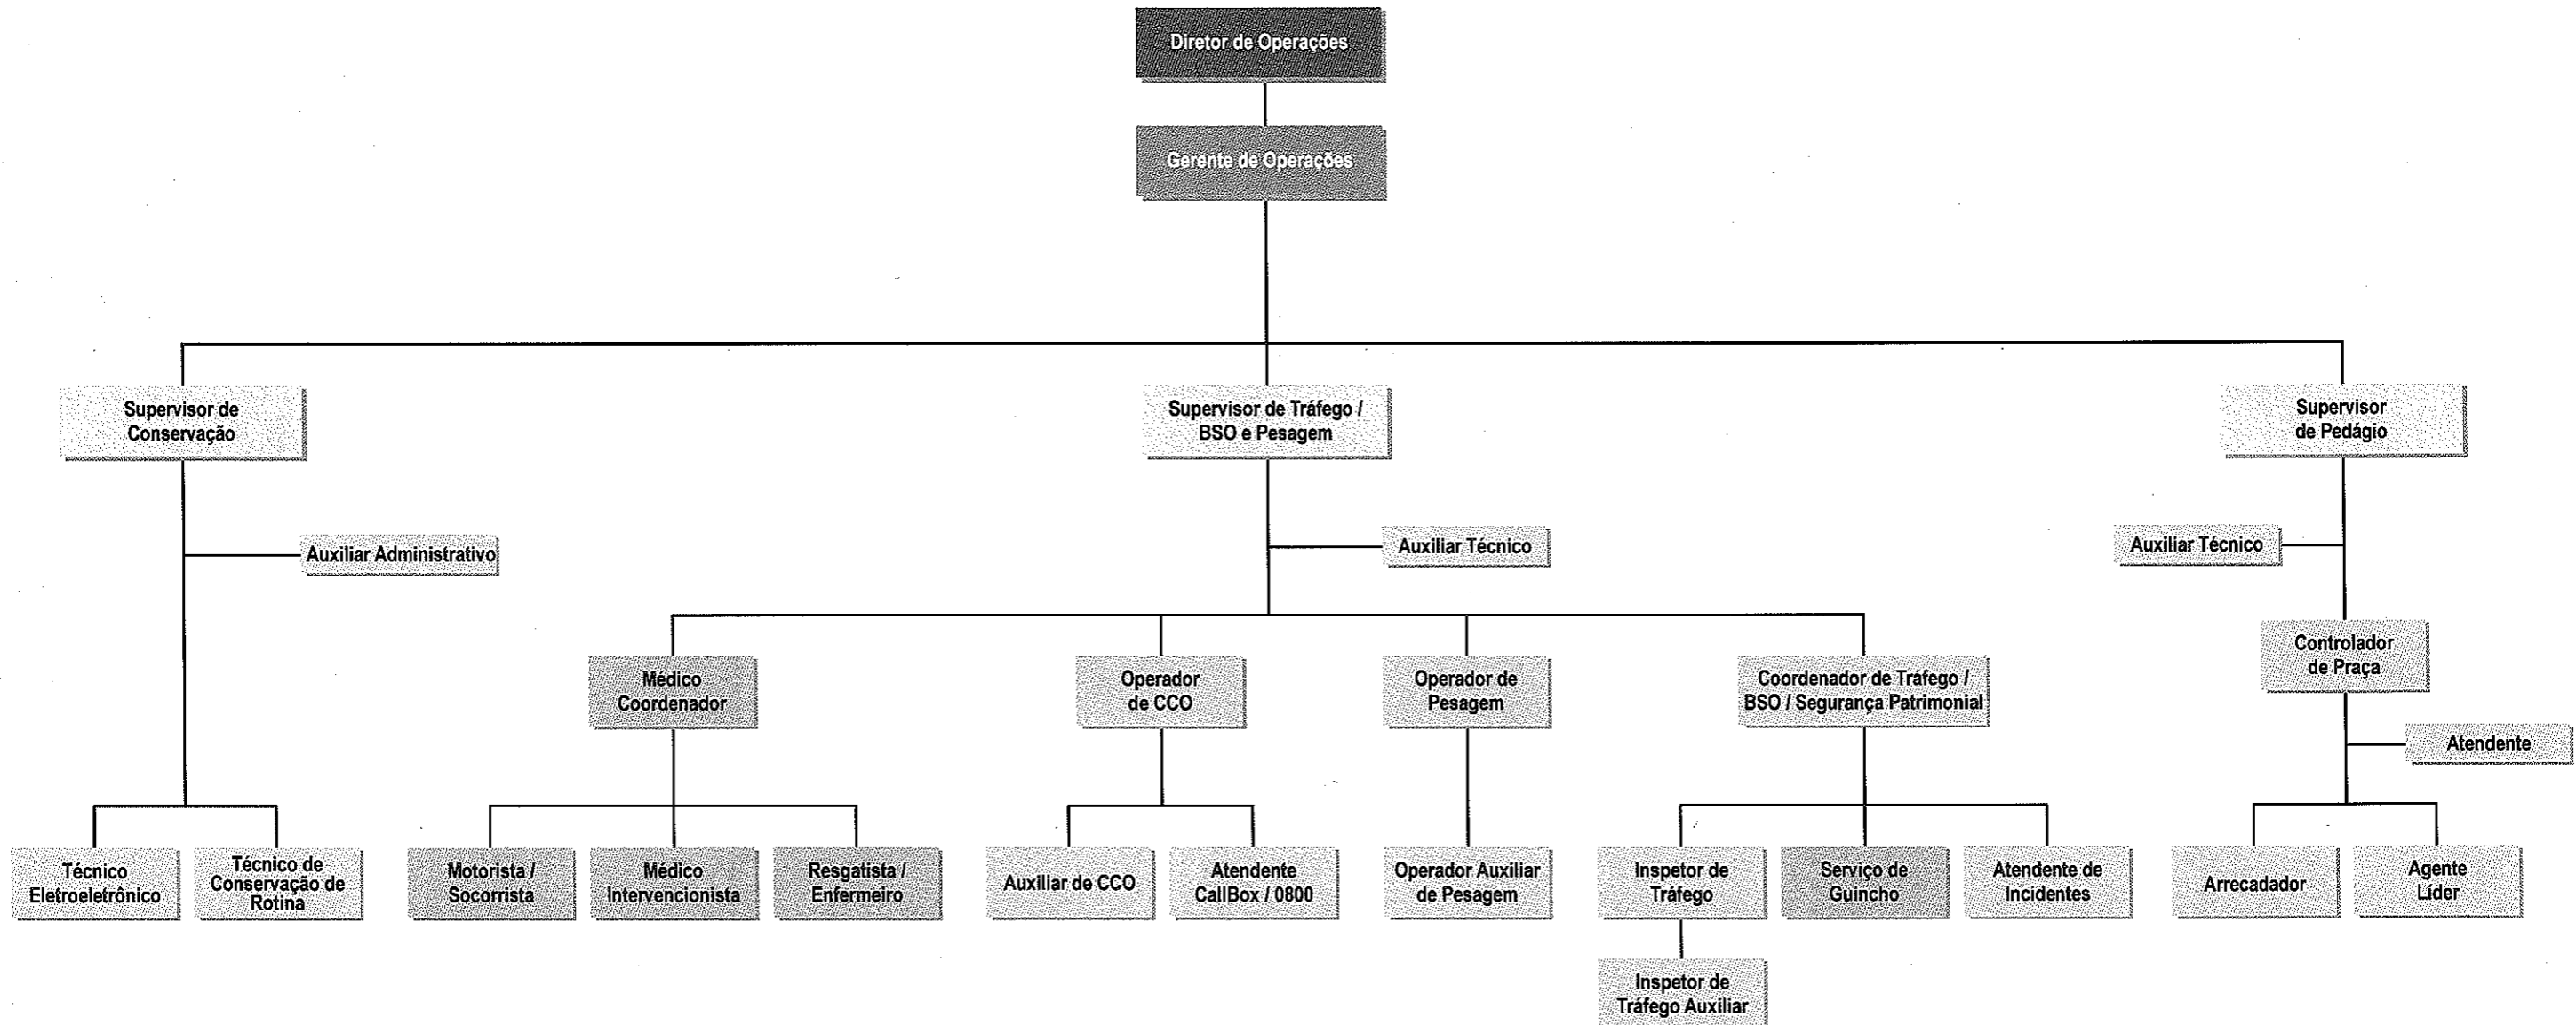 Diretor de Operações
Gerente de Operações
Supervisor de
Conservação
Supervisor de Tráfego /
BSO e Pesagem
Supervisor
de Pedágio
Auxiliar Administrativo
Auxiliar Técnico
Auxiliar Técnico
Médico
Coordenador
Operador
de CCO
Operador de
Pesagem
Coordenador de Tráfego /
BSO / Segurança Patrimonial
Controlador
de Praça
Atendente
Técnico
Eletroeletrônico
Técnico de
Conservação de
Rotina
Motorista /
Socorrista
Médico
Intervencionista
Resgatista /
Enfermeiro
Auxiliar de CCO
Atendente
CallBox / 0800
Operador Auxiliar
de Pesagem
Inspetor de
Tráfego
Serviço de
Guincho
Atendente de
Incidentes
Arrecadador
Agente
Líder
Inspetor de
Tráfego Auxiliar